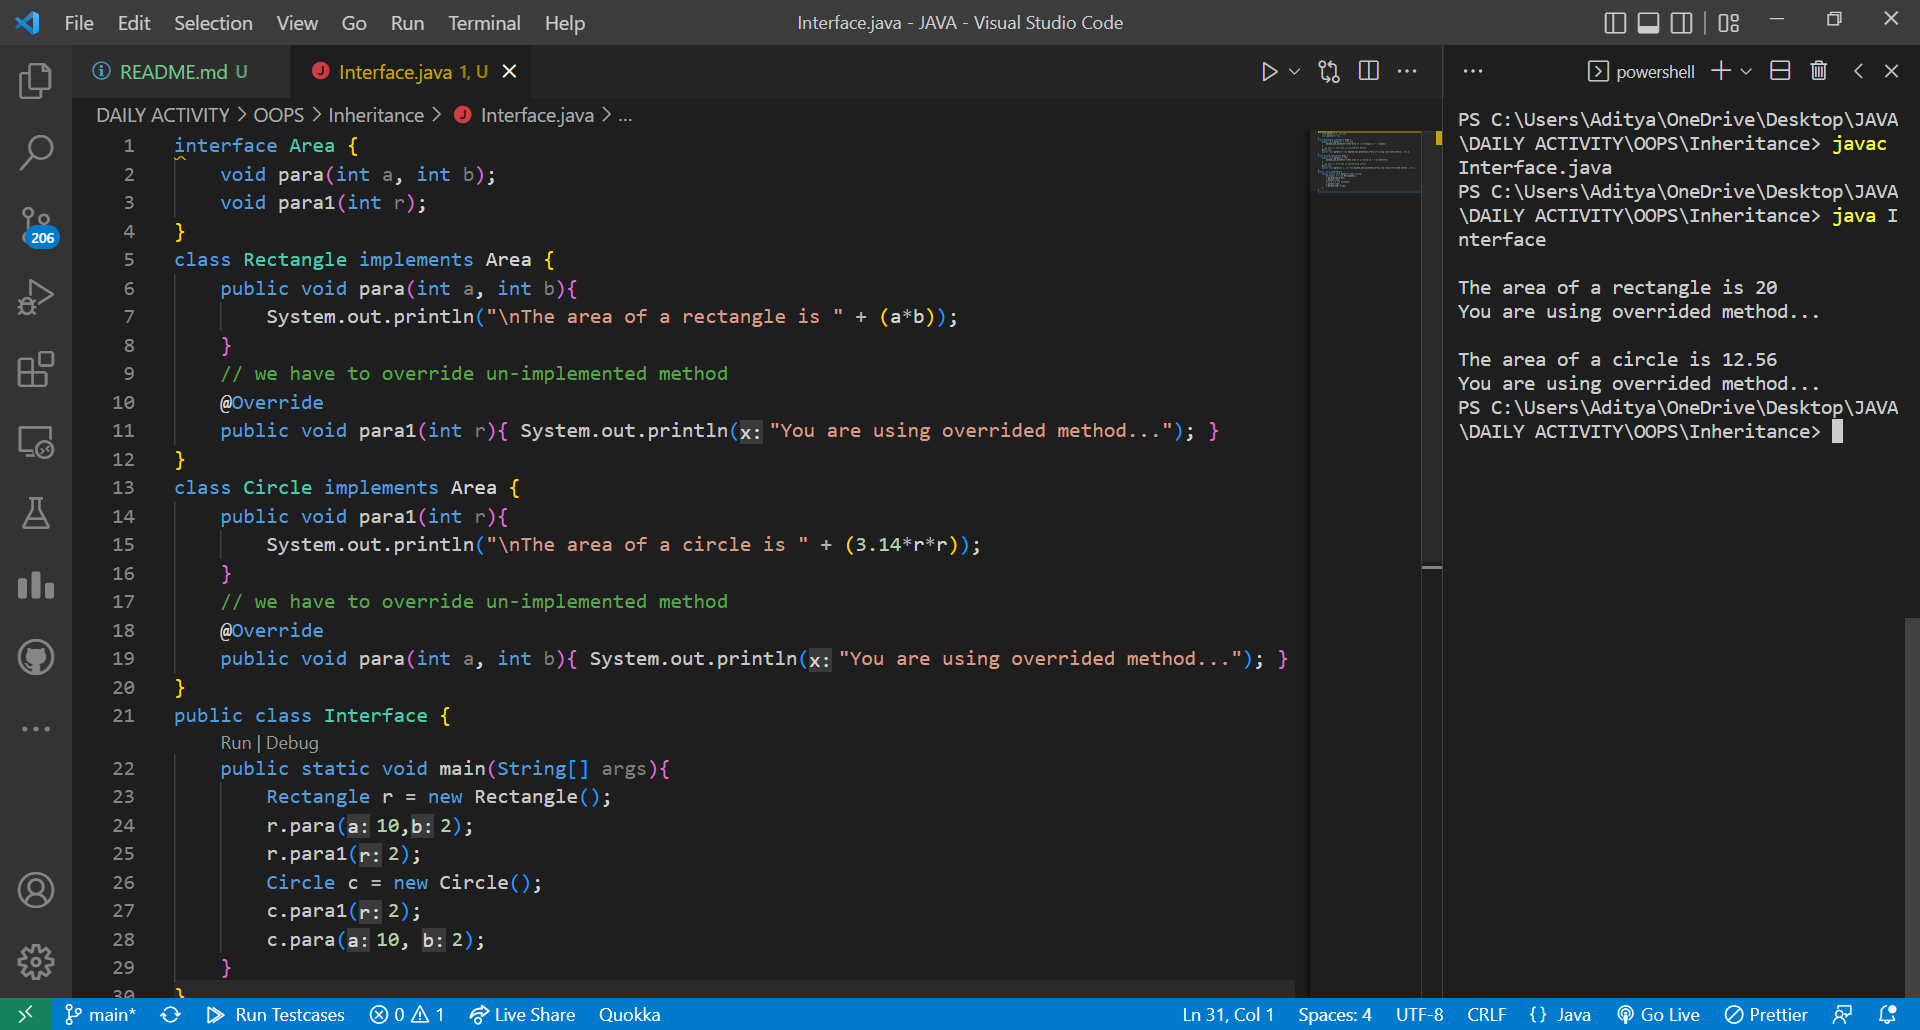 File Edit Selection View Go Run Terminal Help
Interface.java - JAVA - Visual Studio Code
README.md U
J Interface.java 1, U
DAILY ACTIVITY > OOPS > Inheritance > J Interface.java > ...
1 interface Area {
2 void para(int a, int b);
3 void para1(int r);
4 }
5 class Rectangle implements Area {
6 public void para(int a, int b){
7 System.out.println("\nThe area of a rectangle is " + (a*b));
8 }
9 // we have to override un-implemented method
10 @Override
11 public void para1(int r){ System.out.println(x: "You are using overrided method..."); }
12 }
13 class Circle implements Area {
14 public void para1(int r){
15 System.out.println("\nThe area of a circle is " + (3.14*r*r));
16 }
17 // we have to override un-implemented method
18 @Override
19 public void para(int a, int b){ System.out.println(x: "You are using overrided method..."); }
20 }
21 public class Interface {
Run | Debug
22 public static void main(String[] args){
23 Rectangle r = new Rectangle();
24 r.para(a: 10,b: 2);
25 r.para1(r: 2);
26 Circle c = new Circle();
27 c.para1(r: 2);
28 c.para(a: 10, b: 2);
29 }
30 }
206
powershell
PS C:\Users\Aditya\OneDrive\Desktop\JAVA
\DAILY ACTIVITY\OOPS\Inheritance> javac
Interface.java
PS C:\Users\Aditya\OneDrive\Desktop\JAVA
\DAILY ACTIVITY\OOPS\Inheritance> java I
nterface
The area of a rectangle is 20
You are using overrided method...
The area of a circle is 12.56
You are using overrided method...
PS C:\Users\Aditya\OneDrive\Desktop\JAVA
\DAILY ACTIVITY\OOPS\Inheritance>
main* Run Testcases 0 1 Live Share Quokka
Ln 31, Col 1 Spaces: 4 UTF-8 CRLF {} Java Go Live Prettier